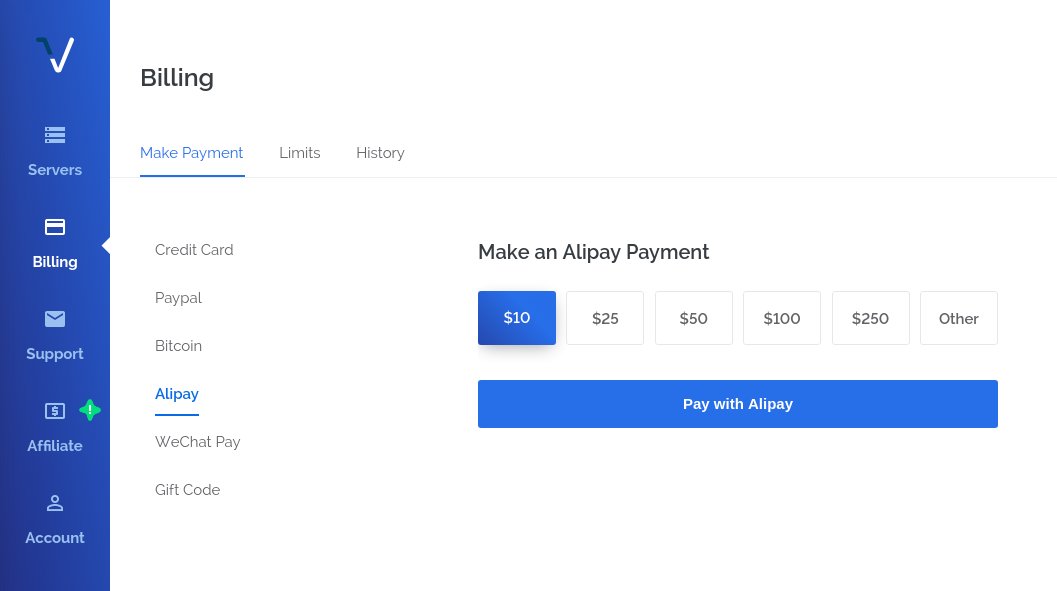 Billing
Make Payment Limits History
Servers
Billing
Support
Affiliate
!
Account
Credit Card
Paypal
Bitcoin
Alipay
WeChat Pay
Gift Code
Make an Alipay Payment
$10 $25 $50 $100 $250 Other
Pay with Alipay